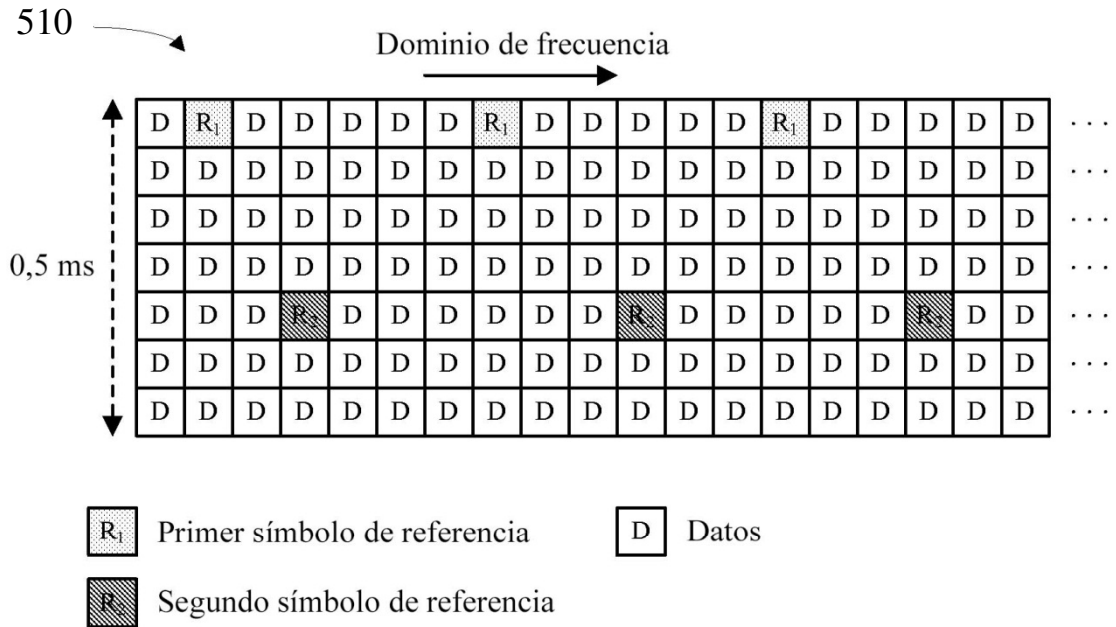 510
Dominio de frecuencia
D R₁ D D D D D R₁ D D D D D R₁ D D D D D . . .
D D D D D D D D D D D D D D D D D D D . . .
D D D D D D D D D D D D D D D D D D D . . .
0,5 ms D D D D D D D D D D D D D D D D D D D . . .
D D D R₂ D D D D D D R₂ D D D D D R₂ D D . . .
D D D D D D D D D D D D D D D D D D D . . .
D D D D D D D D D D D D D D D D D D D . . .
R₁ Primer símbolo de referencia D Datos
R₂ Segundo símbolo de referencia